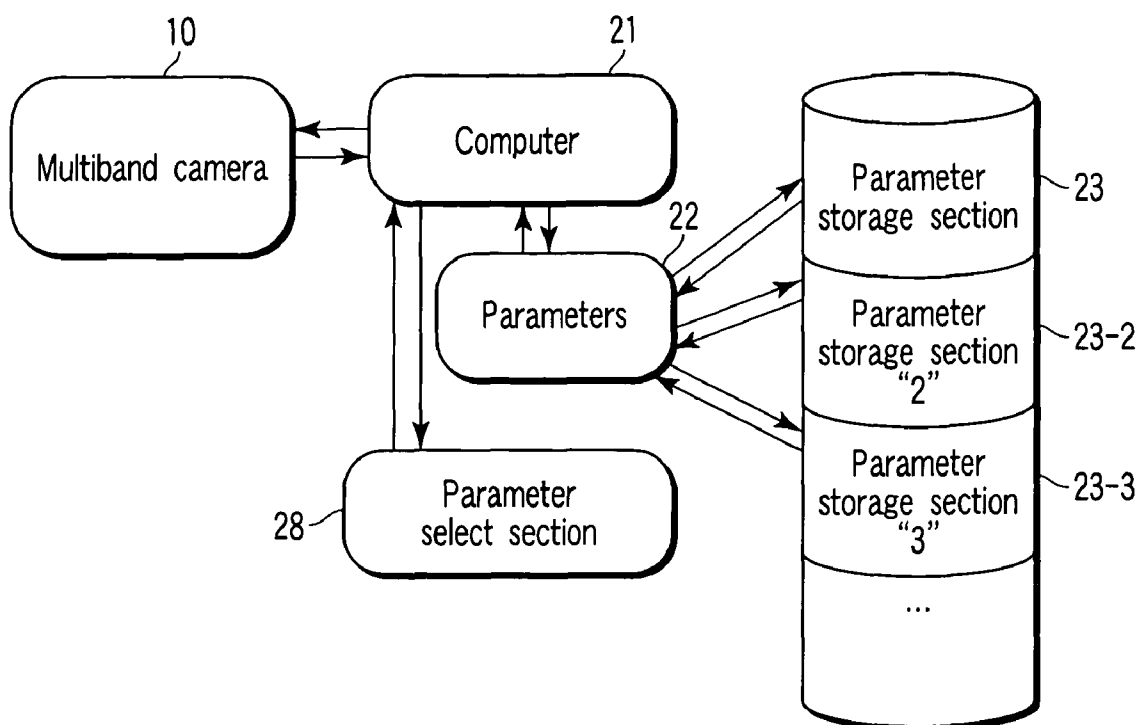 10
21
Multiband camera
Computer
22
Parameters
Parameter
storage section
23
Parameter
storage section
“2”
23-2
Parameter
storage section
“3”
23-3
28
Parameter
select section
...